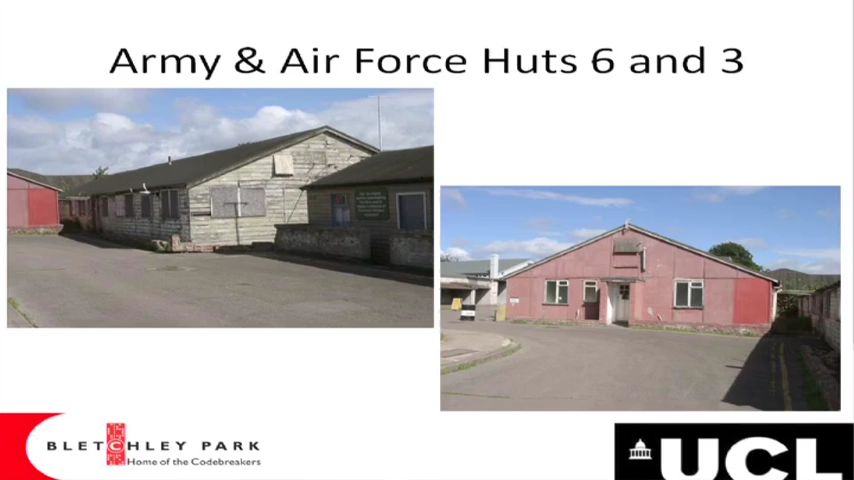 Army & Air Force Huts 6 and 3
BLETCHLEY PARK
Home of the Codebreakers
UCL